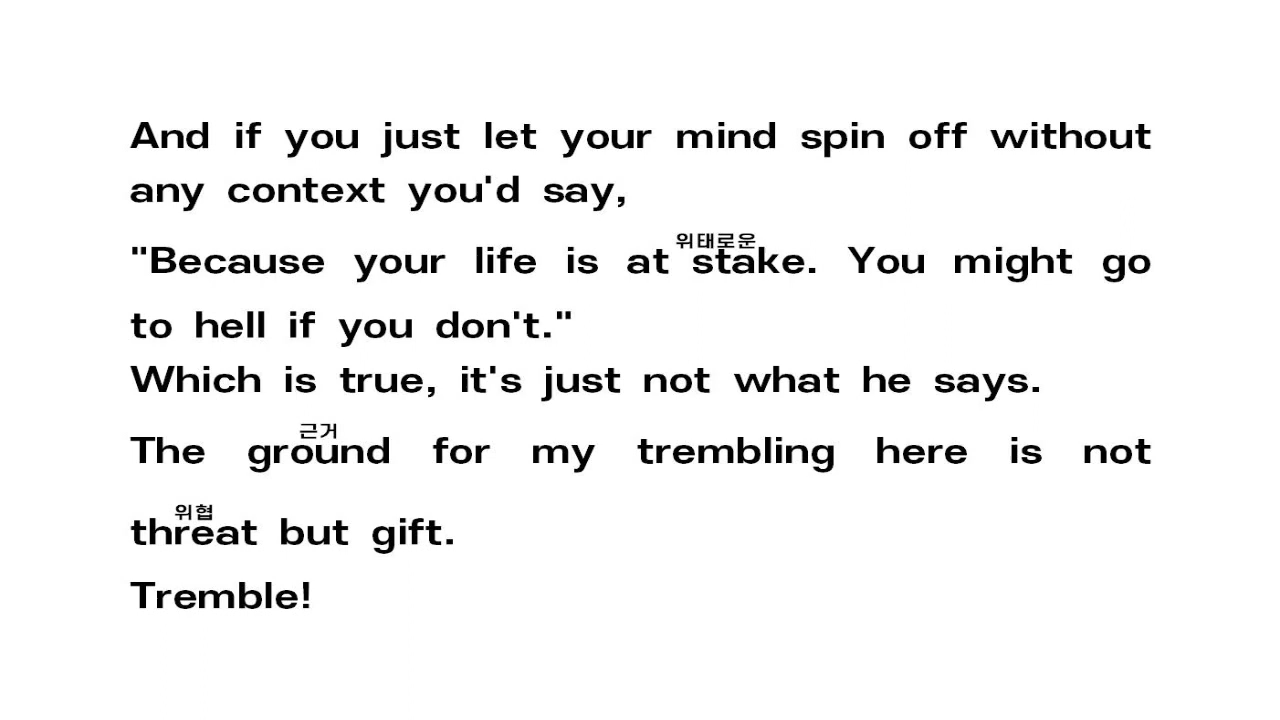 And if you just let your mind spin off without
any context you'd say,
위태로운
"Because your life is at stake. You might go
to hell if you don't."
Which is true, it's just not what he says.
근거
The ground for my trembling here is not
위협
threat but gift.
Tremble!